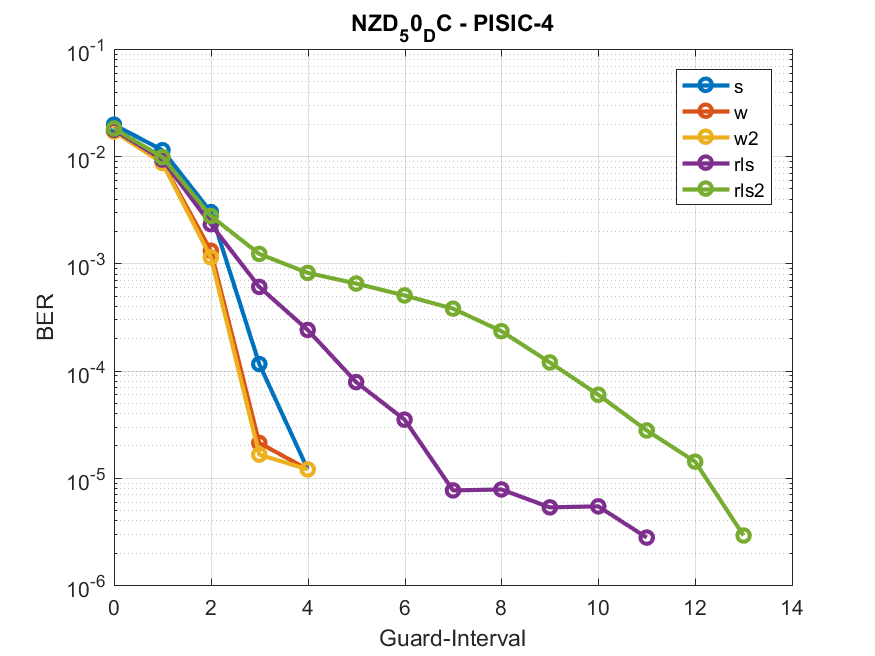 NZD₅0_DC - PISIC-4
s
w
w2
rls
rls2
10⁻¹
10⁻²
10⁻³
10⁻⁴
10⁻⁵
10⁻⁶
BER
0 2 4 6 8 10 12 14
Guard-Interval